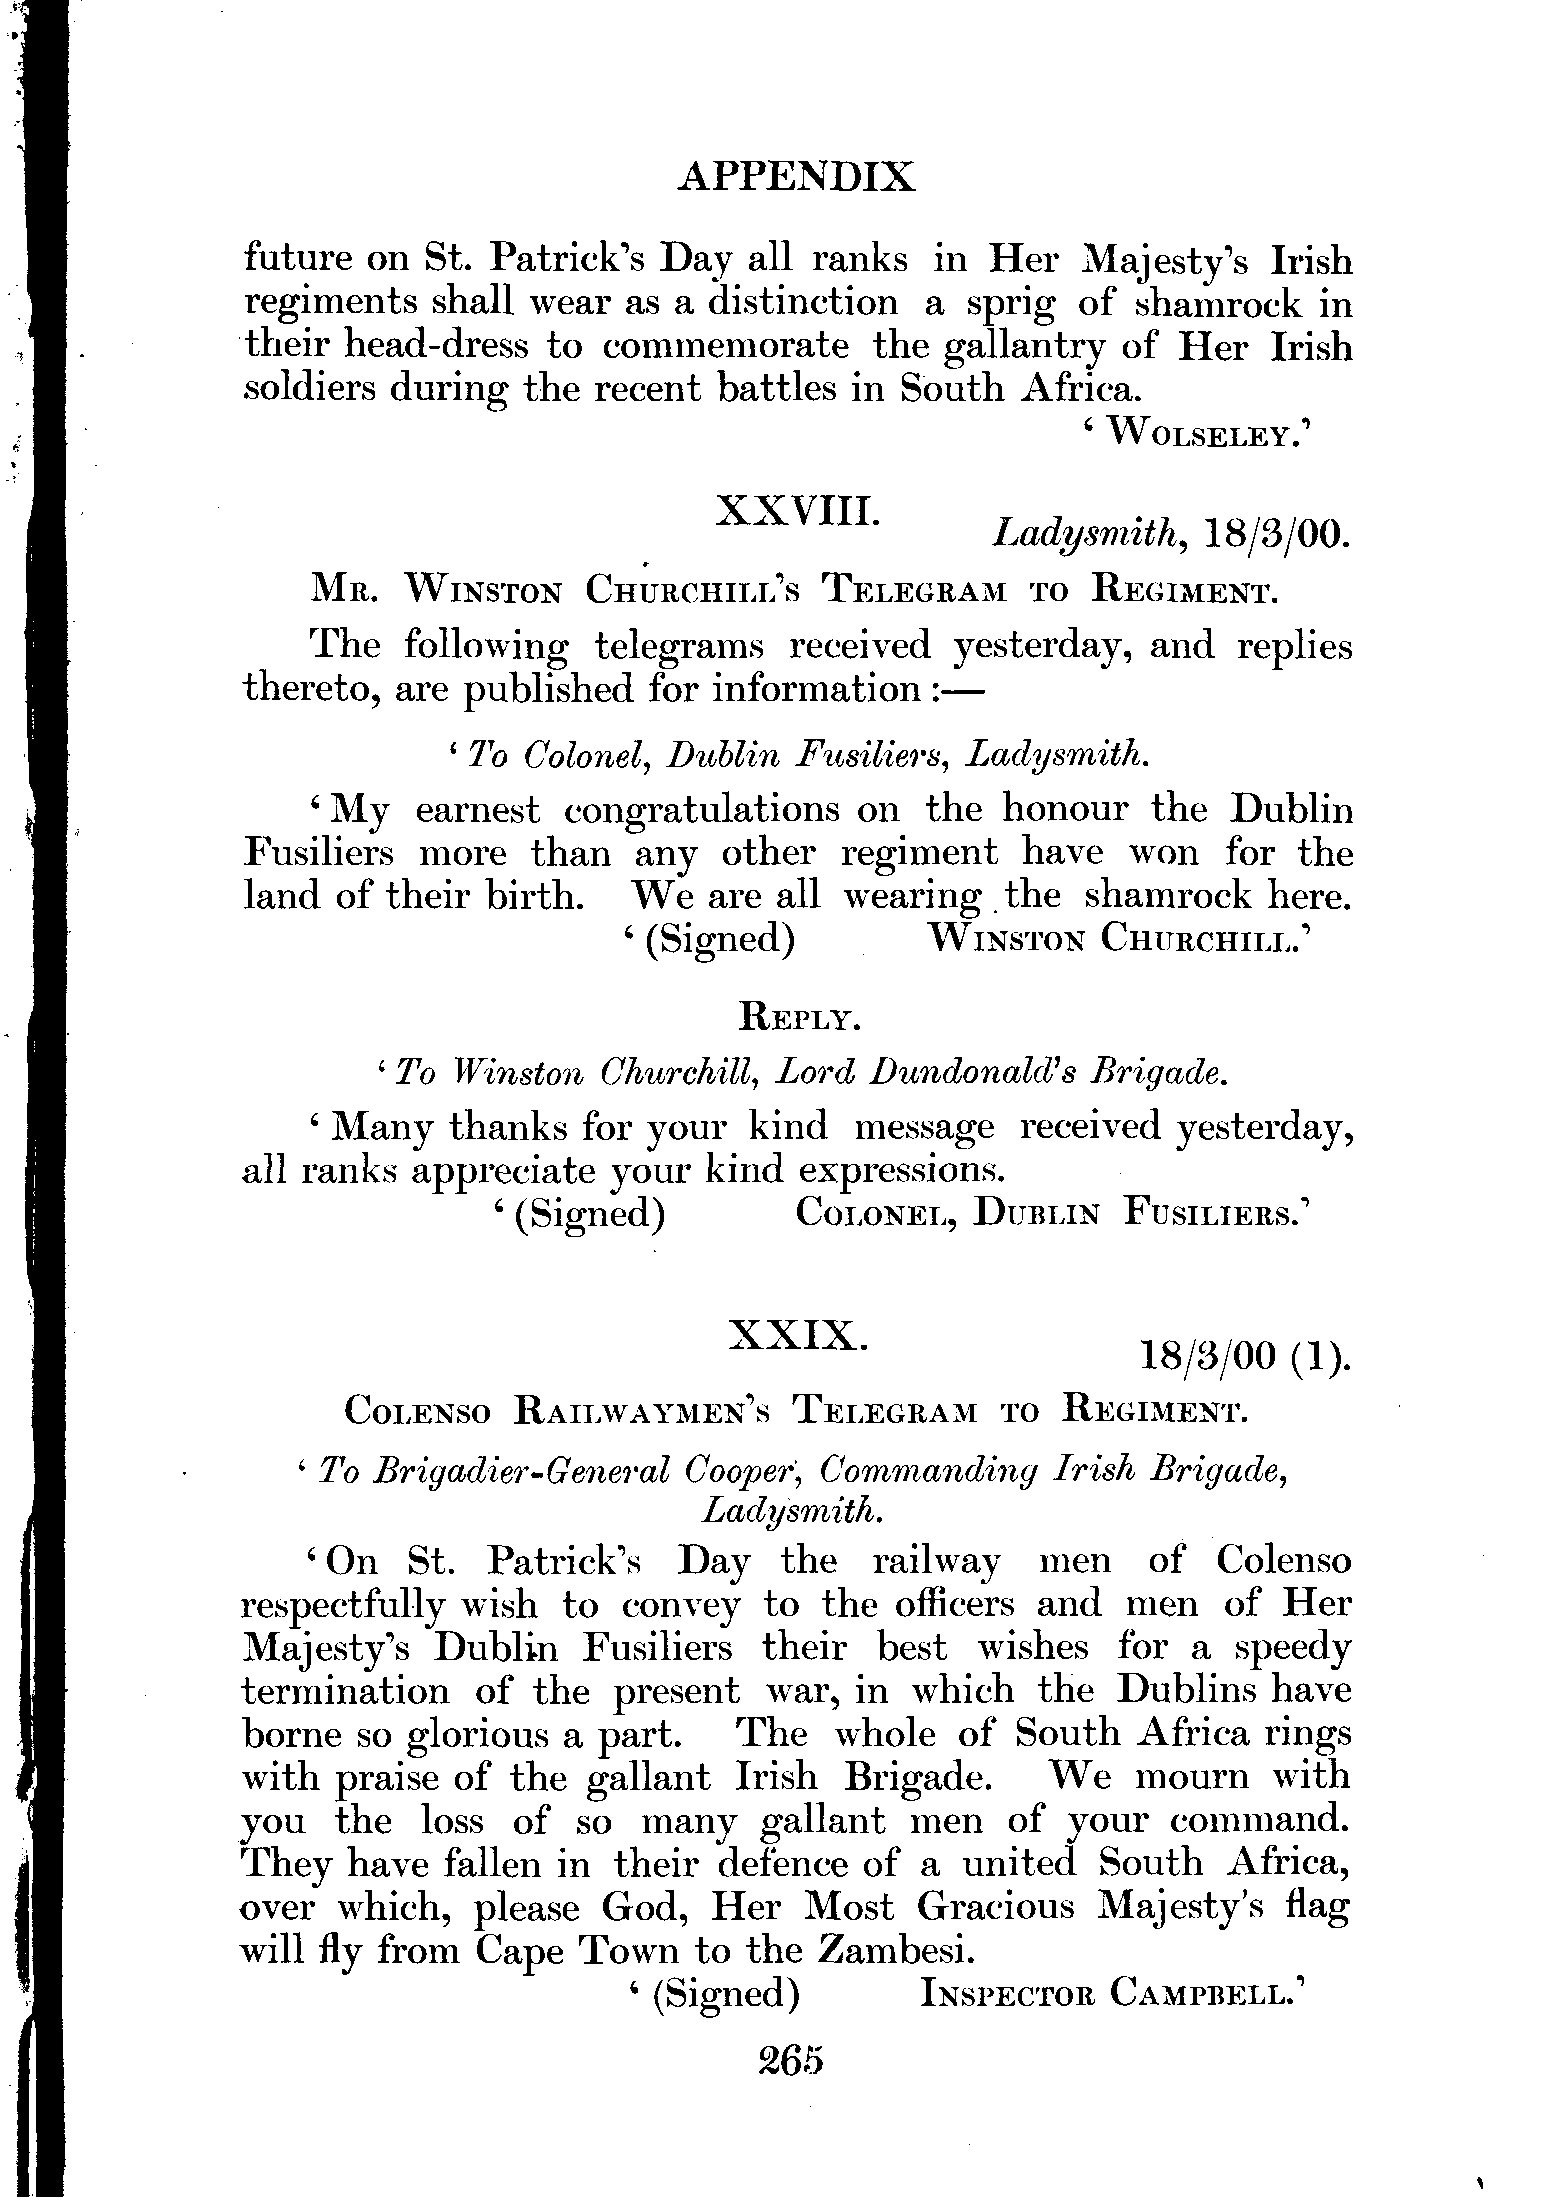 APPENDIX
future on St. Patrick's Day all ranks in Her Majesty's Irish
regiments shall wear as a distinction a sprig of shamrock in
their head-dress to commemorate the gallantry of Her Irish
soldiers during the recent battles in South Africa.
‘ WOLSELEY.’
XXVIII.
Ladysmith, 18/3/00.
MR. WINSTON CHURCHILL'S TELEGRAM TO REGIMENT.
The following telegrams received yesterday, and replies
thereto, are published for information :—
‘ To Colonel, Dublin Fusiliers, Ladysmith.
‘ My earnest congratulations on the honour the Dublin
Fusiliers more than any other regiment have won for the
land of their birth. We are all wearing the shamrock here.
‘ (Signed) WINSTON CHURCHILL.’
REPLY.
‘ To Winston Churchill, Lord Dundonald's Brigade.
‘ Many thanks for your kind message received yesterday,
all ranks appreciate your kind expressions.
‘ (Signed) COLONEL, DUBLIN FUSILIERS.’
XXIX.
18/3/00 (1).
COLENSO RAILWAYMEN'S TELEGRAM TO REGIMENT.
‘ To Brigadier-General Cooper, Commanding Irish Brigade,
Ladysmith.
‘ On St. Patrick's Day the railway men of Colenso
respectfully wish to convey to the officers and men of Her
Majesty's Dublin Fusiliers their best wishes for a speedy
termination of the present war, in which the Dublins have
borne so glorious a part. The whole of South Africa rings
with praise of the gallant Irish Brigade. We mourn with
you the loss of so many gallant men of your command.
They have fallen in their defence of a united South Africa,
over which, please God, Her Most Gracious Majesty's flag
will fly from Cape Town to the Zambesi.
‘ (Signed) INSPECTOR CAMPBELL.’
265